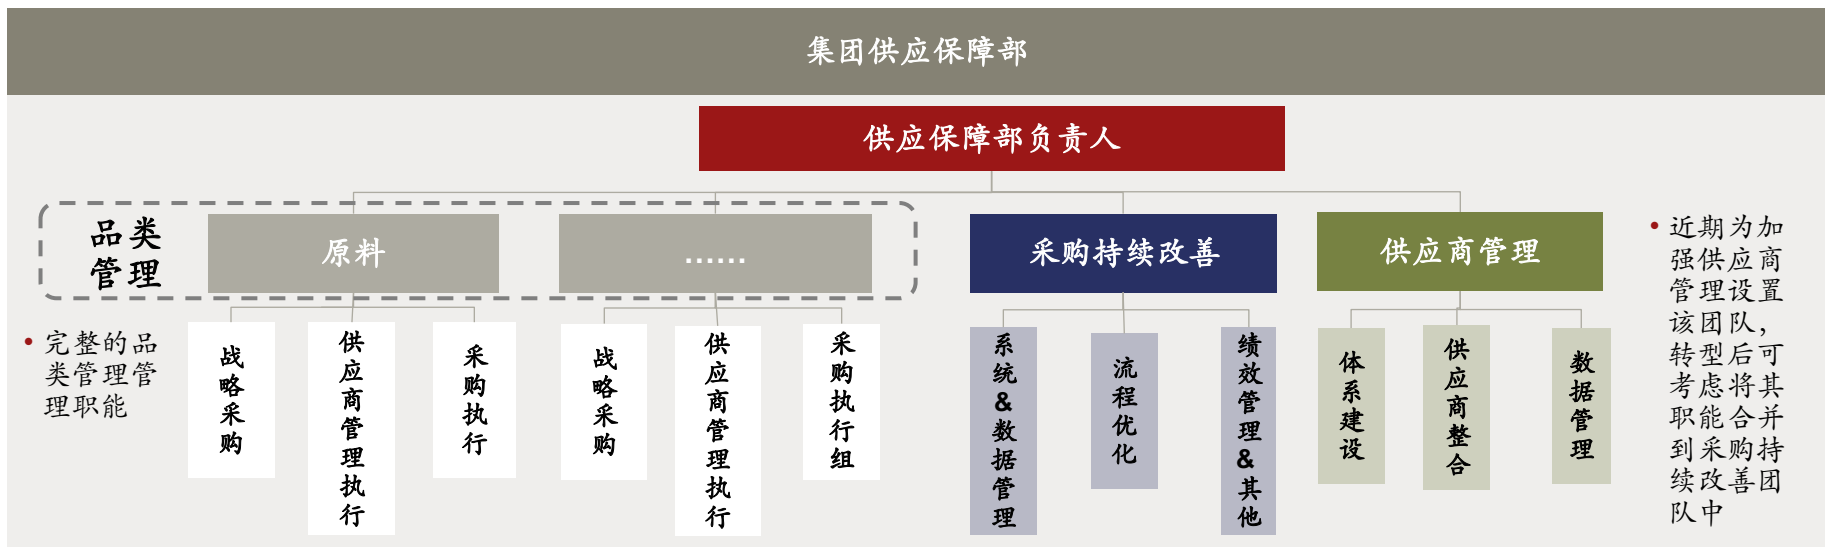 集团供应保障部
供应保障部负责人
品类
管理
原料
......
采购持续改善
供应商管理
• 完整的品
类管理管
理职能
战略采购
供应商管理执行
采购执行
战略采购
供应商管理执行
采购执行组
系统&数据管理
流程优化
绩效管理&其他
体系建设
供应商整合
数据管理
• 近期为加
强供应商
管理设置
该团队，
转型后可
考虑将其
职能合并
到采购持
续改善团
队中